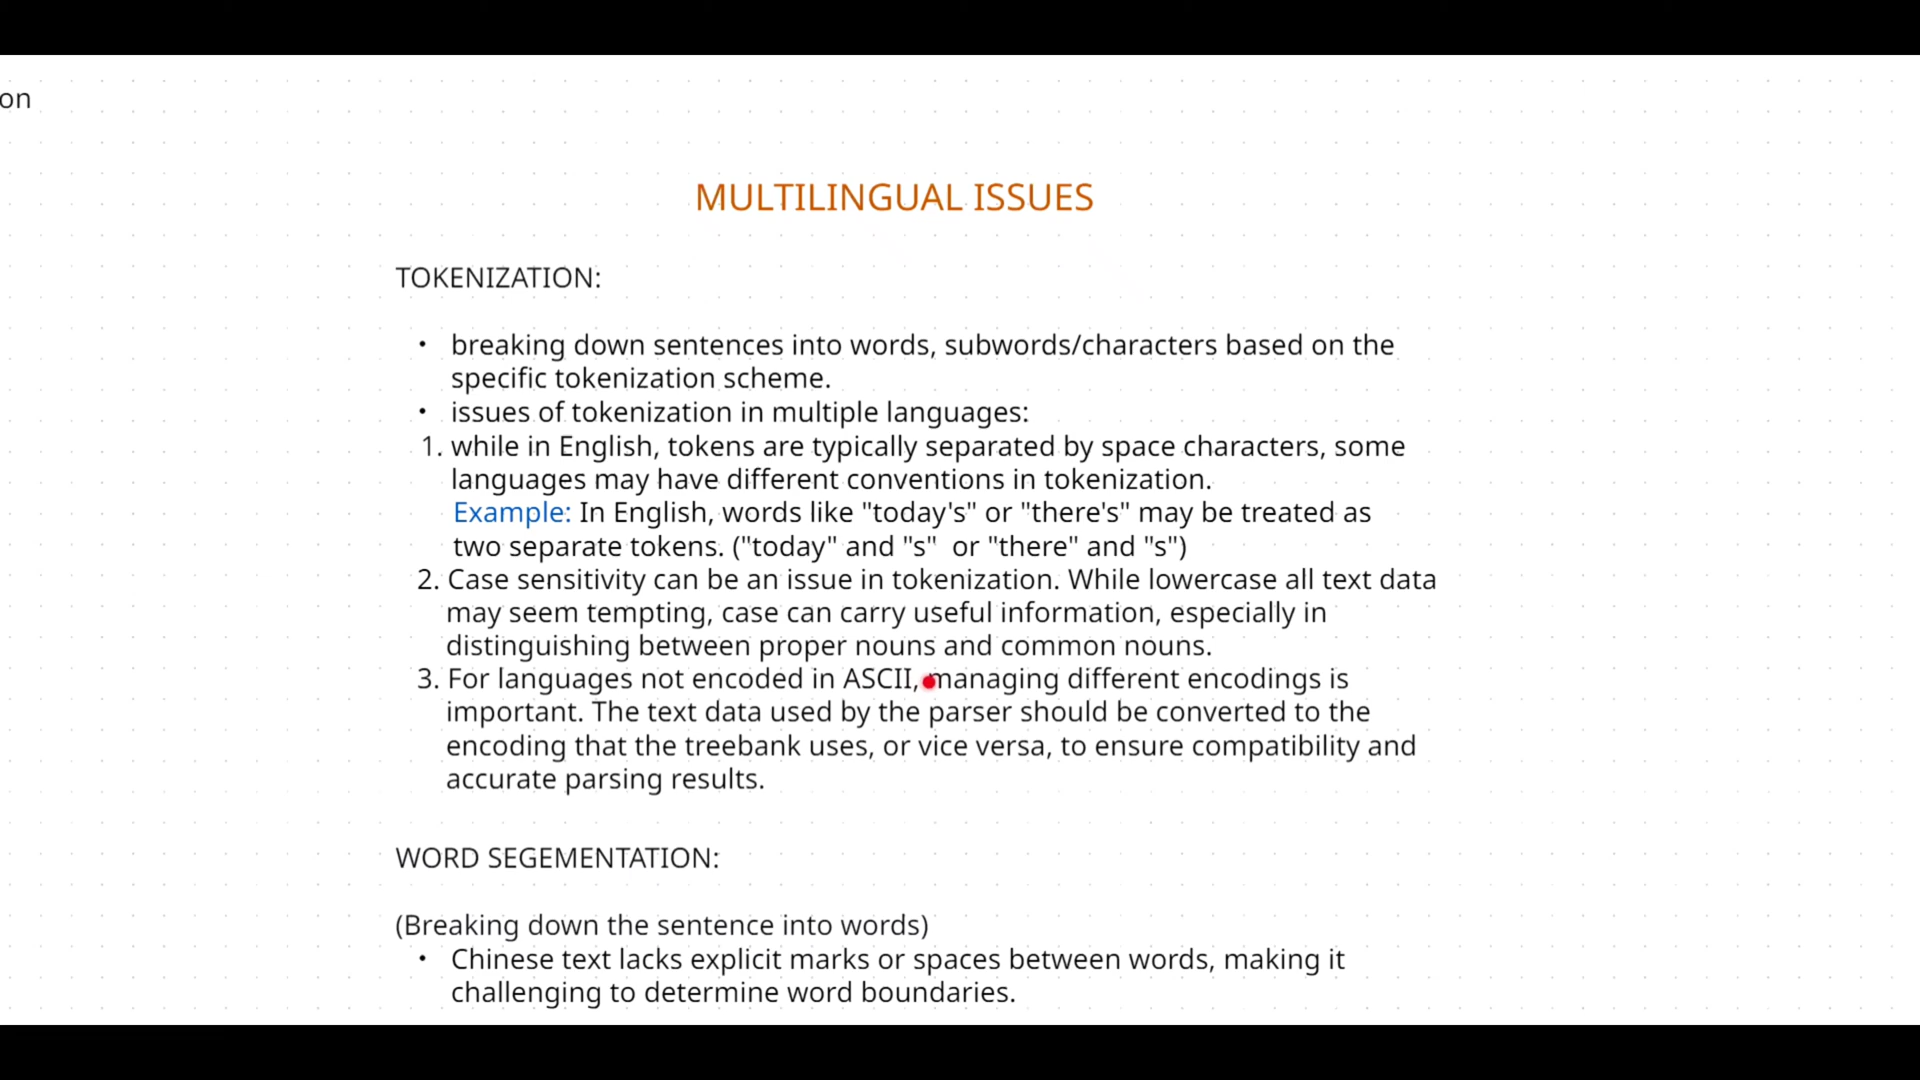 on
MULTILINGUAL ISSUES
TOKENIZATION:
• breaking down sentences into words, subwords/characters based on the
specific tokenization scheme.
• issues of tokenization in multiple languages:
1. while in English, tokens are typically separated by space characters, some
languages may have different conventions in tokenization.
Example: In English, words like "today's" or "there's" may be treated as
two separate tokens. ("today" and "s" or "there" and "s")
2. Case sensitivity can be an issue in tokenization. While lowercase all text data
may seem tempting, case can carry useful information, especially in
distinguishing between proper nouns and common nouns.
3. For languages not encoded in ASCII, managing different encodings is
important. The text data used by the parser should be converted to the
encoding that the treebank uses, or vice versa, to ensure compatibility and
accurate parsing results.
WORD SEGEMENTATION:
(Breaking down the sentence into words)
• Chinese text lacks explicit marks or spaces between words, making it
challenging to determine word boundaries.